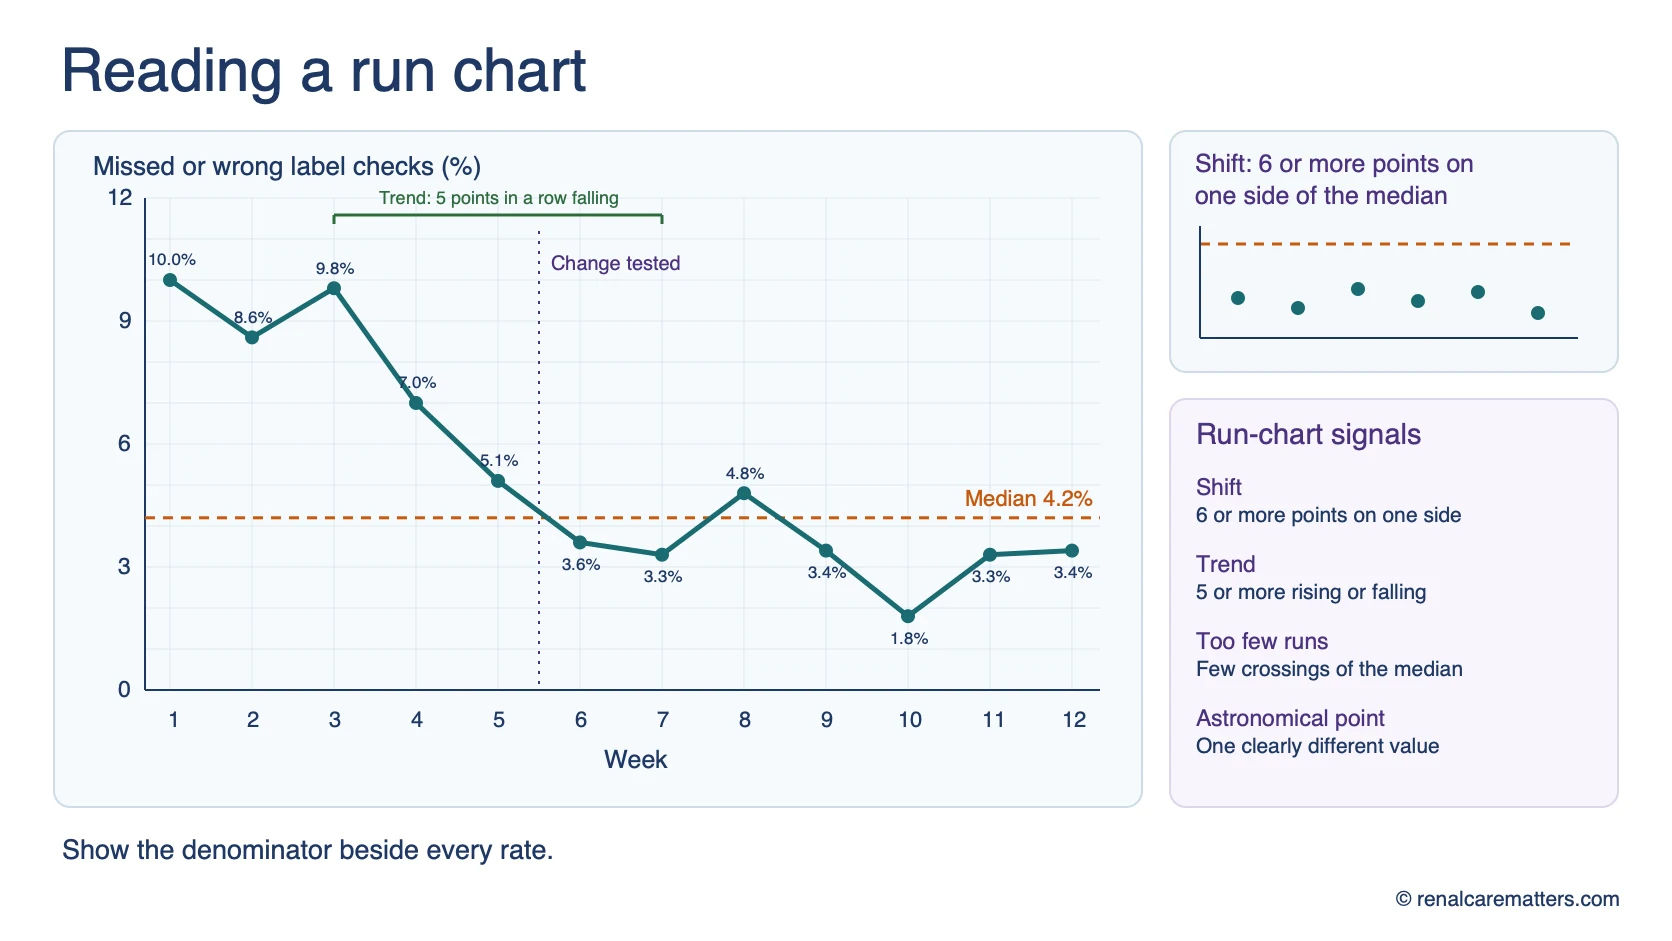 Reading a run chart
Missed or wrong label checks (%)
12
9
6
3
0
Trend: 5 points in a row falling
Change tested
10.0%
8.6%
9.8%
7.0%
5.1%
3.6%
3.3%
4.8%
3.4%
1.8%
3.3%
3.4%
Median 4.2%
1 2 3 4 5 6 7 8 9 10 11 12
Week
Shift: 6 or more points on
one side of the median
Run-chart signals
Shift
6 or more points on one side
Trend
5 or more rising or falling
Too few runs
Few crossings of the median
Astronomical point
One clearly different value
Show the denominator beside every rate.
© renalcarematters.com